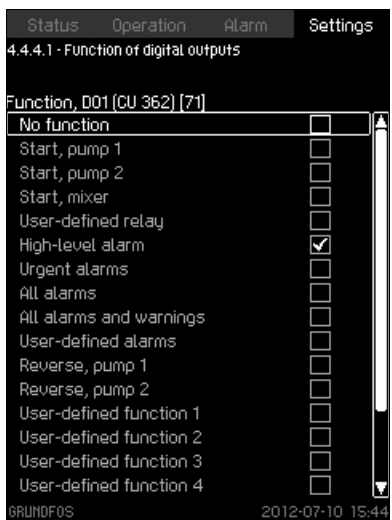 Status Operation Alarm Settings
4.4.4.1 - Function of digital outputs
Function, DO1 (CU 362) [71]
No function
Start, pump 1
Start, pump 2
Start, mixer
User-defined relay
High-level alarm
Urgent alarms
All alarms
All alarms and warnings
User-defined alarms
Reverse, pump 1
Reverse, pump 2
User-defined function 1
User-defined function 2
User-defined function 3
User-defined function 4
GRUNDFOS 2012-07-10 15:44